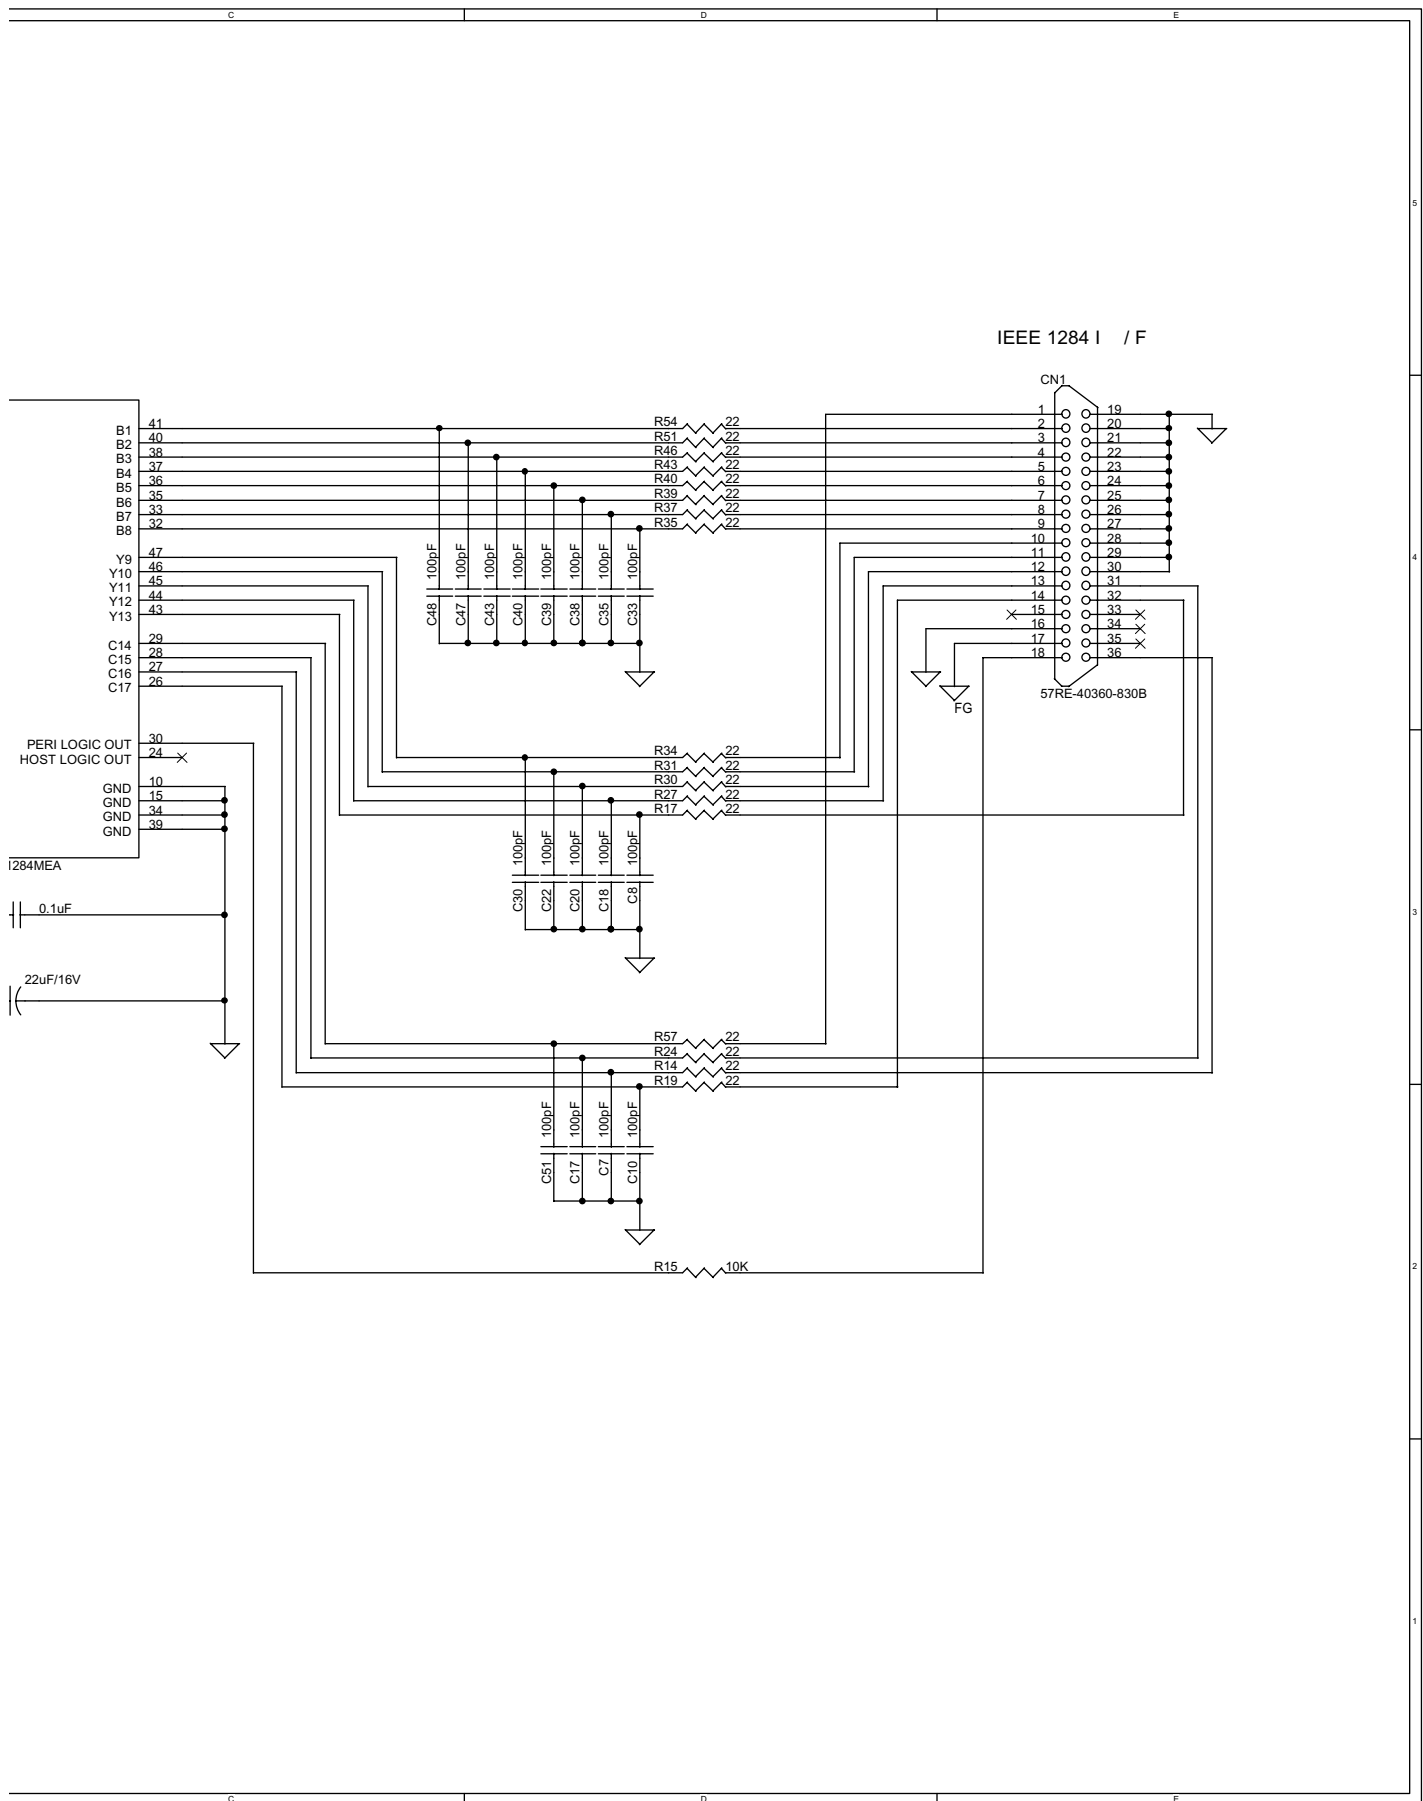 C D E
5
IEEE 1284 I / F
CN1
B1 41 R54 22 1 19
B2 40 R51 22 2 20
B3 38 R46 22 3 21
B4 37 R43 22 4 22
B5 36 R40 22 5 23
B6 35 R39 22 6 24
B7 33 R37 22 7 25
B8 32 R35 22 8 26
9 27
10 28
Y9 47 11 29
Y10 46 12 30
Y11 45 13 31
Y12 44 14 32
Y13 43 15 33
16 34
17 35
18 36
100pF 100pF 100pF 100pF 100pF 100pF 100pF 100pF
4
C48 C47 C43 C40 C39 C38 C35 C33
C14 29
C15 28
C16 27
C17 26
57RE-40360-830B
FG
PERI LOGIC OUT 30
HOST LOGIC OUT 24
R34 22
R31 22
R30 22
R27 22
R17 22
GND 10
GND 15
GND 34
GND 39
1284MEA
100pF 100pF 100pF 100pF 100pF
C30 C22 C20 C18 C8
0.1uF
3
22uF/16V
R57 22
R24 22
R14 22
R19 22
100pF 100pF 100pF 100pF
C51 C17 C7 C10
R15 10K
2
1
C D E